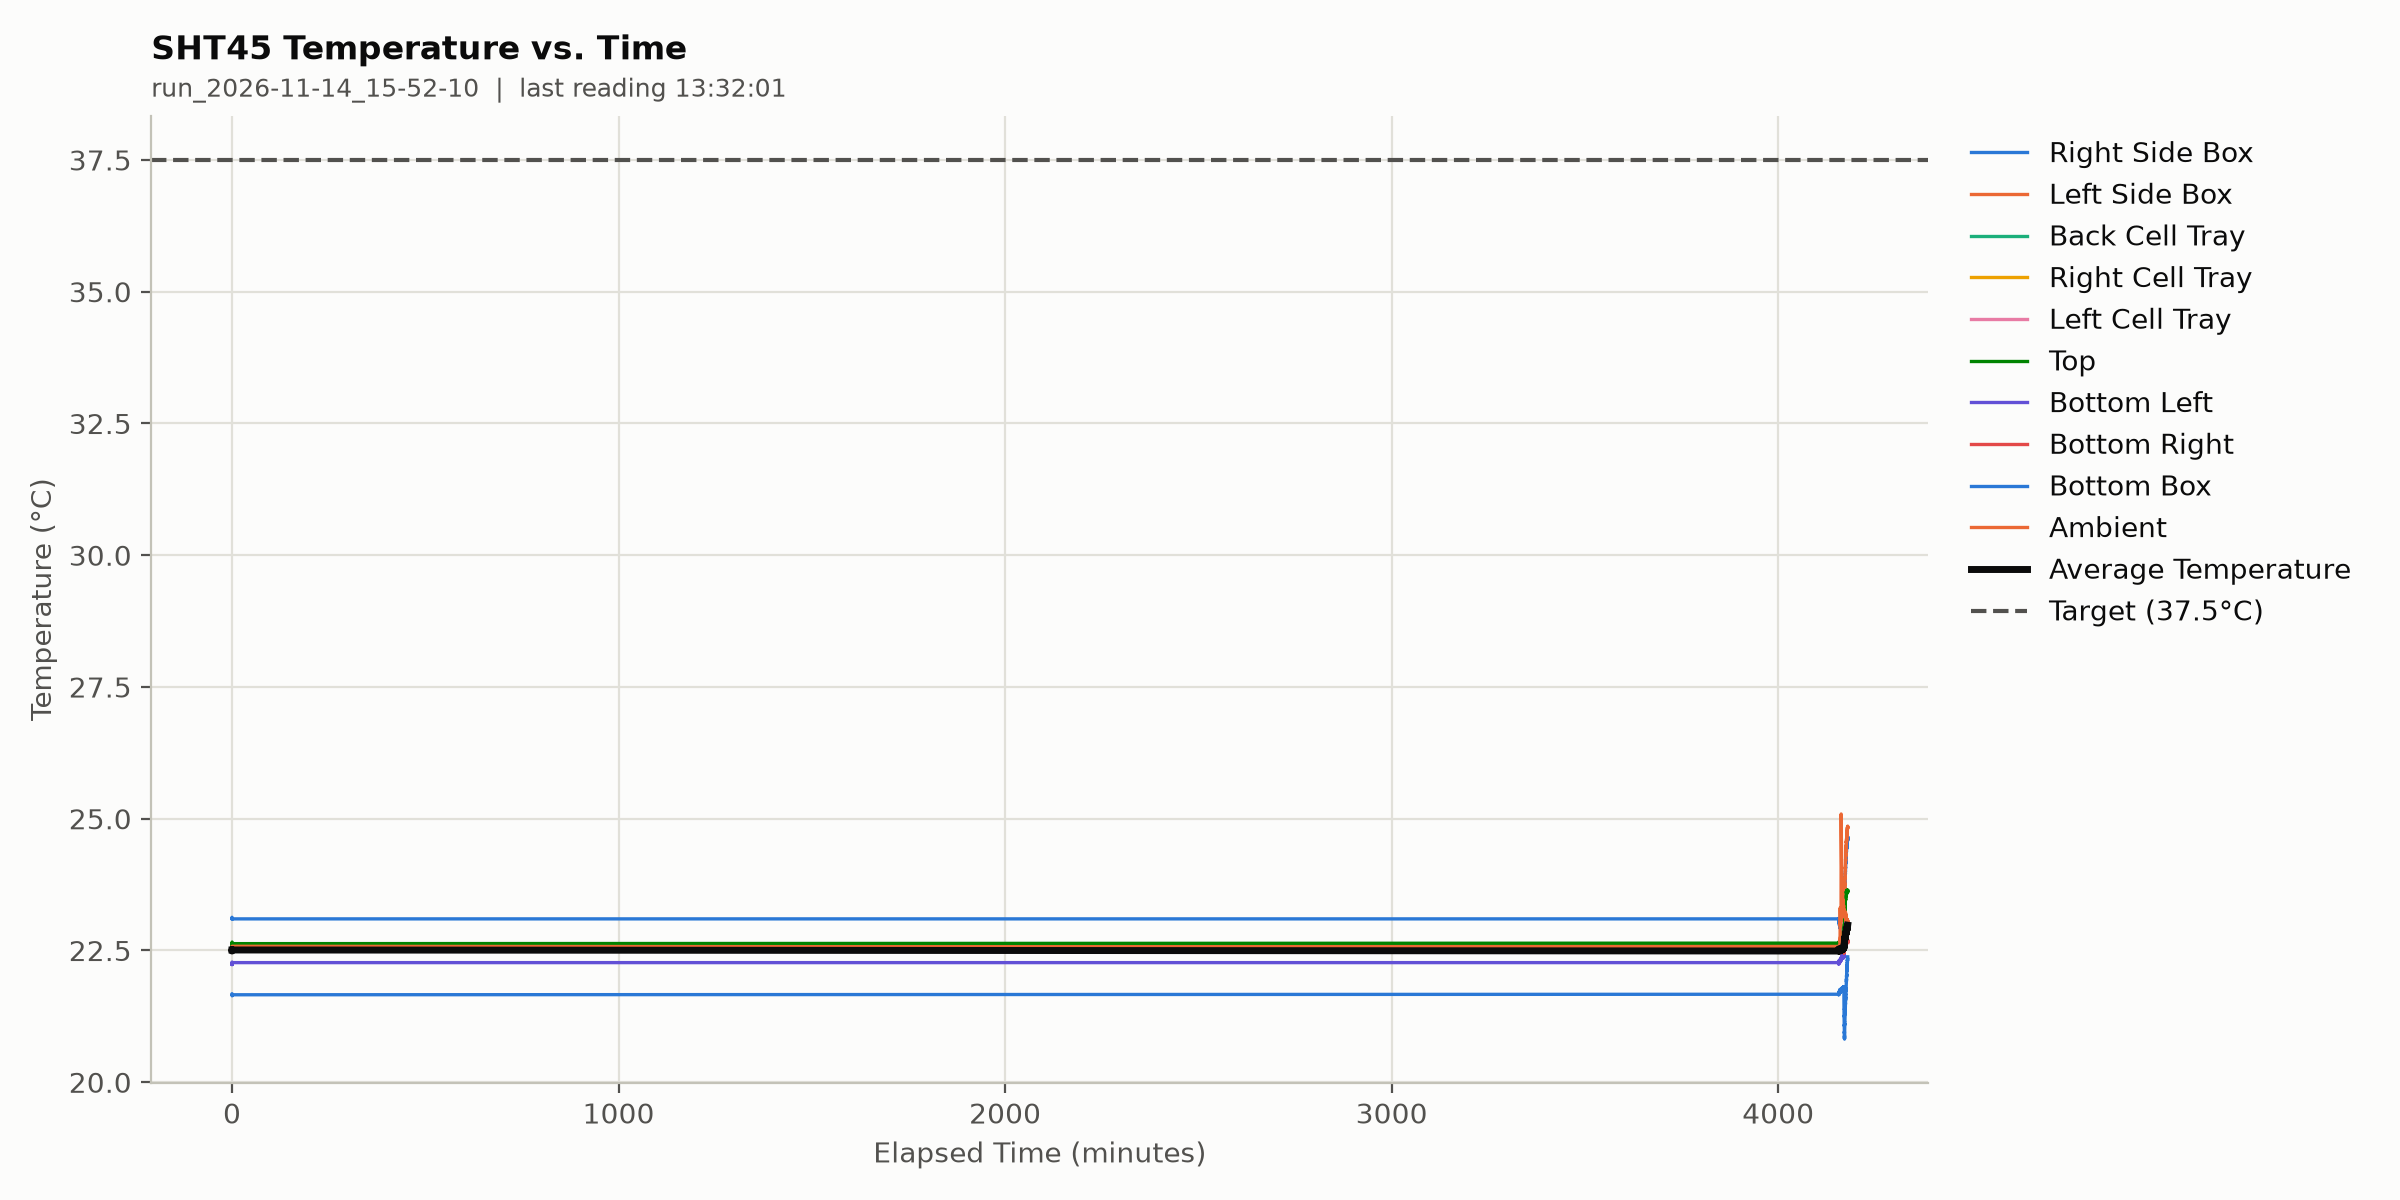 SHT45 Temperature vs. Time
run_2026-11-14_15-52-10 | last reading 13:32:01
37.5
35.0
32.5
30.0
27.5
25.0
22.5
20.0
Temperature (°C)
0 1000 2000 3000 4000
Elapsed Time (minutes)
Right Side Box
Left Side Box
Back Cell Tray
Right Cell Tray
Left Cell Tray
Top
Bottom Left
Bottom Right
Bottom Box
Ambient
Average Temperature
Target (37.5°C)